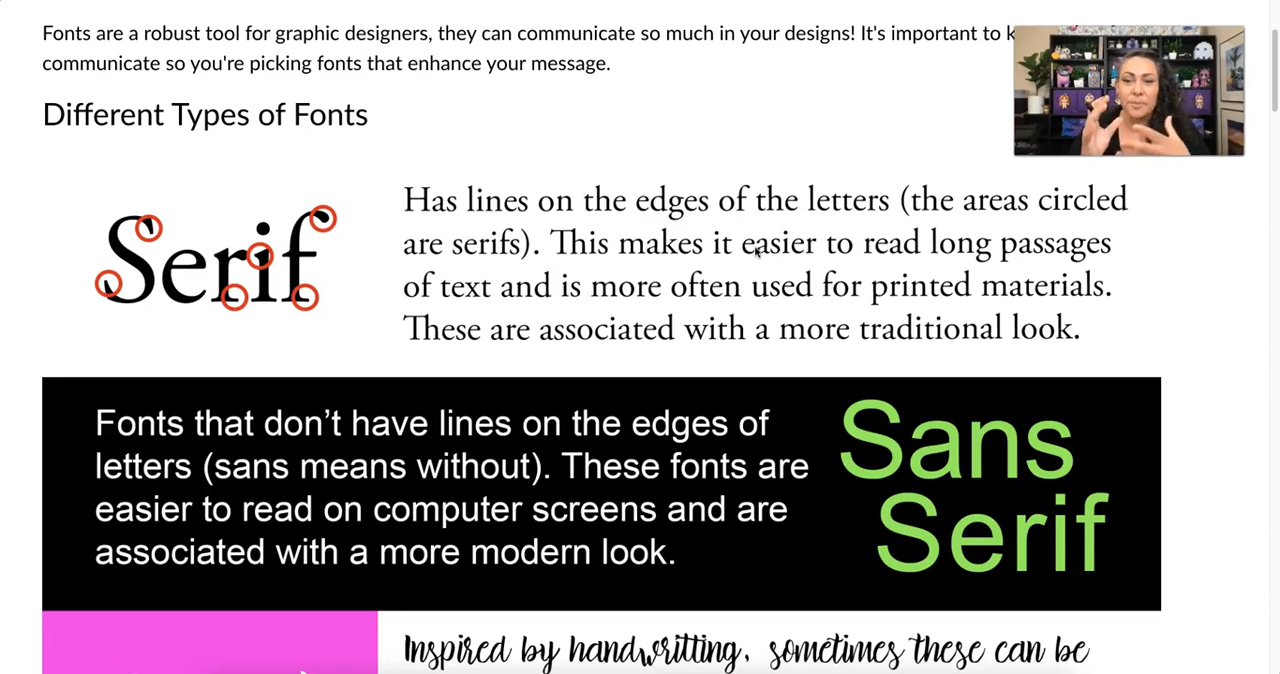 Fonts are a robust tool for graphic designers, they can communicate so much in your designs! It's important to
communicate so you're picking fonts that enhance your message.
Different Types of Fonts
Serif
Has lines on the edges of the letters (the areas circled
are serifs). This makes it easier to read long passages
of text and is more often used for printed materials.
These are associated with a more traditional look.
Fonts that don't have lines on the edges of
letters (sans means without). These fonts are
easier to read on computer screens and are
associated with a more modern look.
Sans
Serif
Inspired by handwritting, sometimes these can be